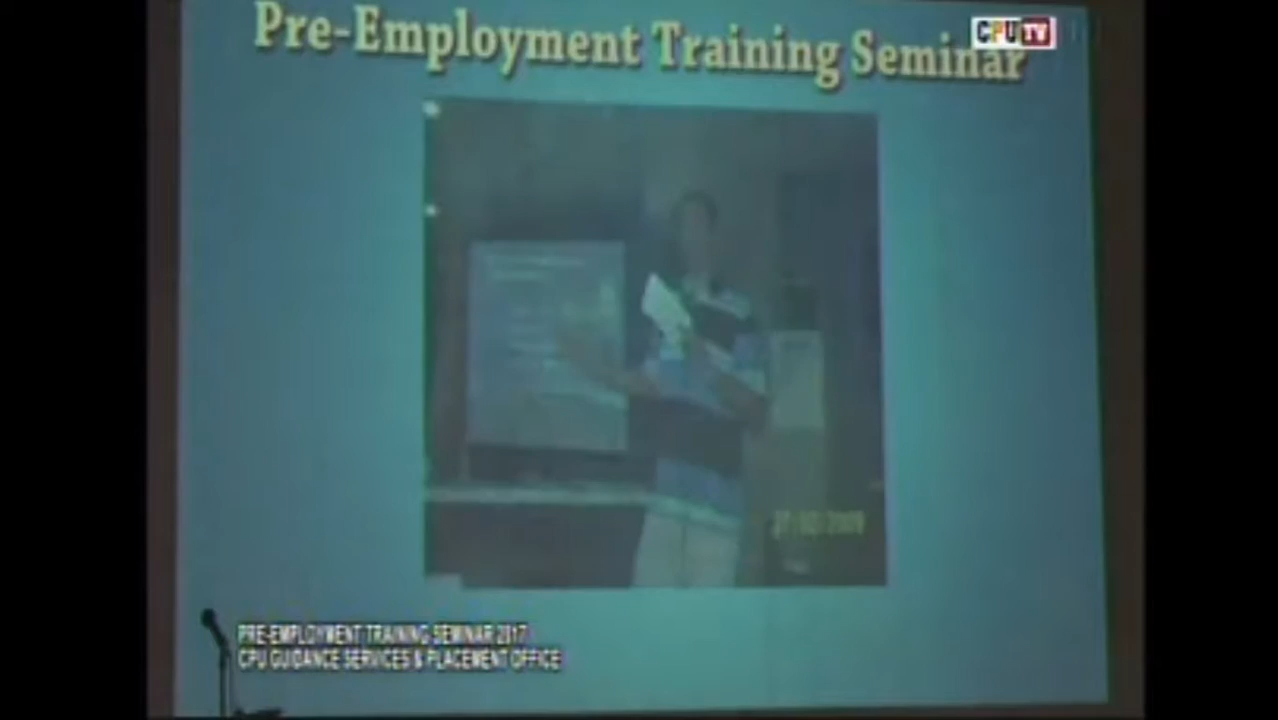 Pre-Employment Training Seminar
CPU TV
PRE-EMPLOYMENT TRAINING SEMINAR 2017
CPU GUIDANCE SERVICES & PLACEMENT OFFICE